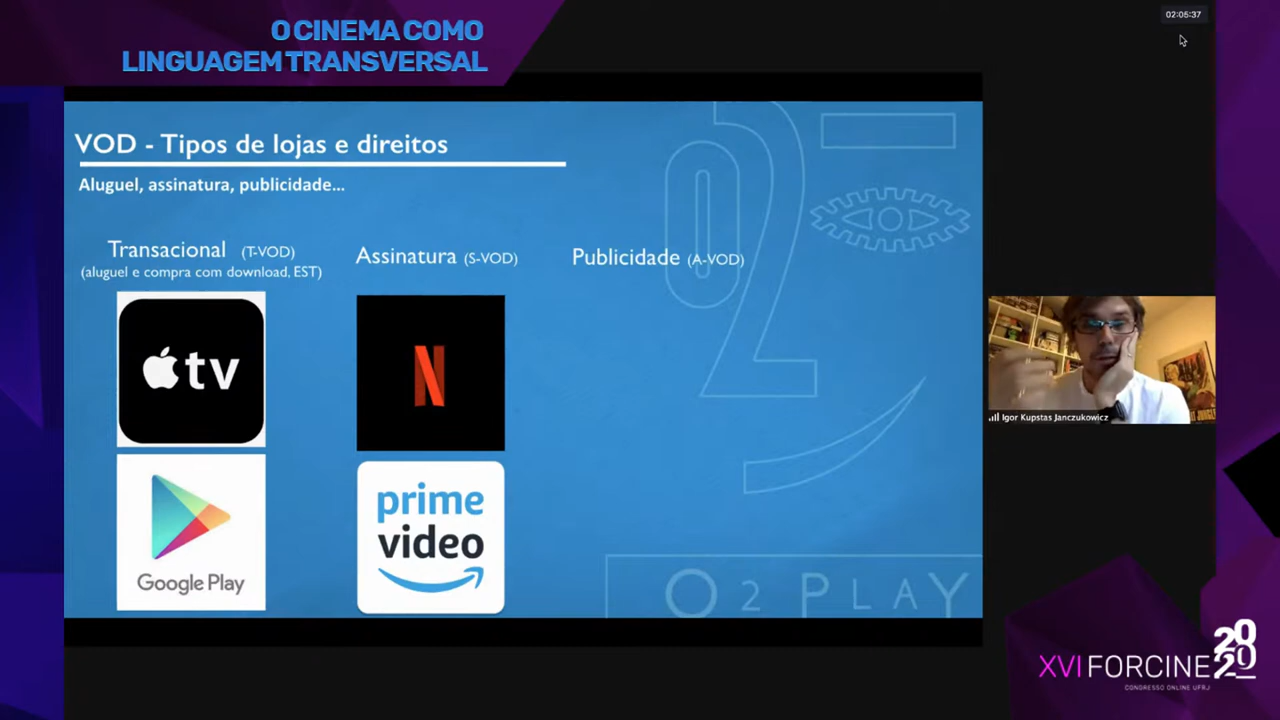 O CINEMA COMO
LINGUAGEM TRANSVERSAL
02:05:37
VOD - Tipos de lojas e direitos
Aluguel, assinatura, publicidade...
Transacional (T-VOD)
(aluguel e compra com download, EST)
Assinatura (S-VOD)
Publicidade (A-VOD)
tv
N
Google Play
prime
video
O2 PLAY
Igor Kupstas Janczukowicz
XVI FORCINE 2020
CONGRESSO ONLINE UFRJ